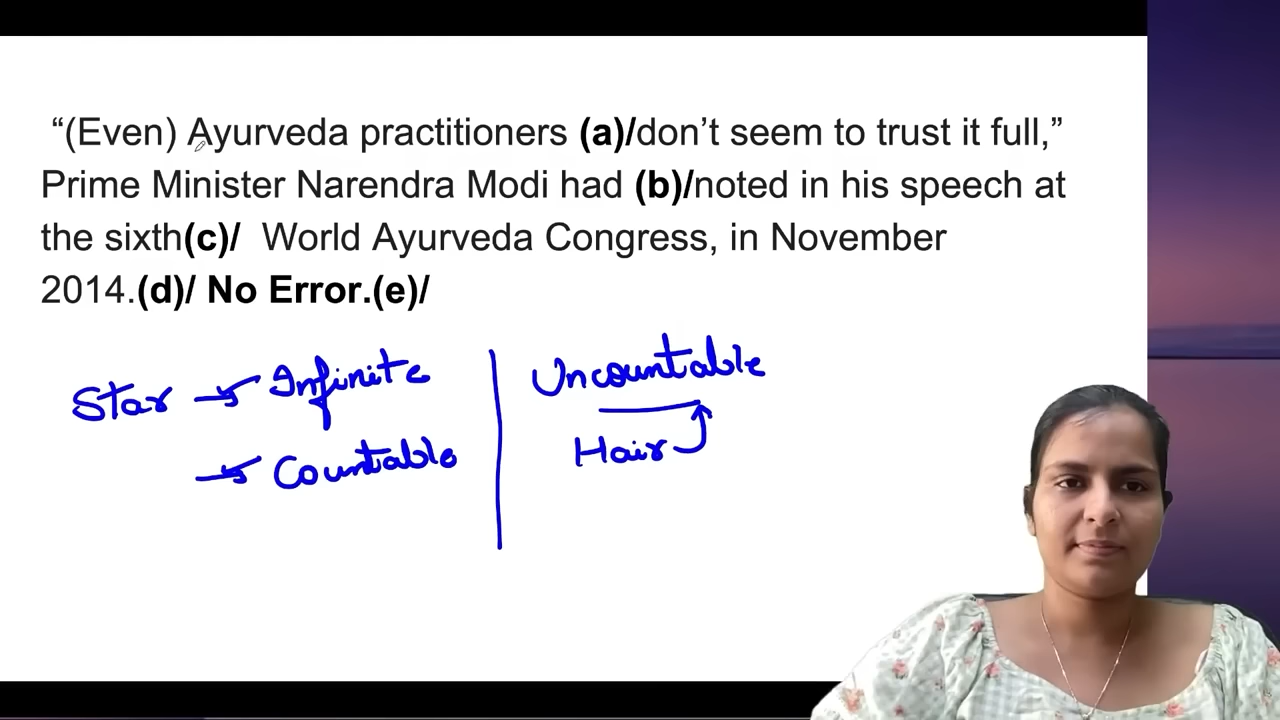 “(Even) Ayurveda practitioners (a)/don’t seem to trust it full,”
Prime Minister Narendra Modi had (b)/noted in his speech at
the sixth(c)/ World Ayurveda Congress, in November
2014.(d)/ No Error.(e)/
Star → Infinite
→ Countable
Uncountable
Hair